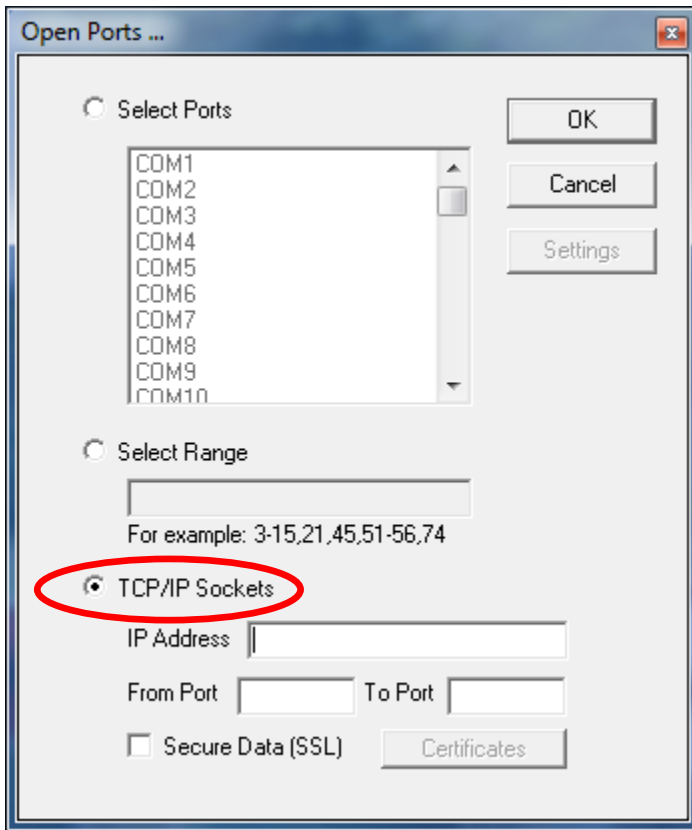 Open Ports ...
Select Ports
OK
COM1
COM2
Cancel
COM3
COM4
COM5
Settings
COM6
COM7
COM8
COM9
COM10
Select Range
For example: 3-15,21,45,51-56,74
TCP/IP Sockets
IP Address
From Port To Port
Secure Data (SSL) Certificates